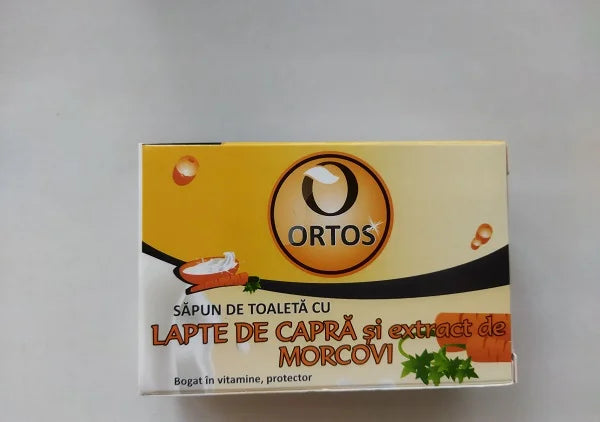 ORTOS
SĂPUN DE TOALETĂ CU
LAPTE DE CAPRĂ și extract de
MORCOVI
Bogat în vitamine, protector